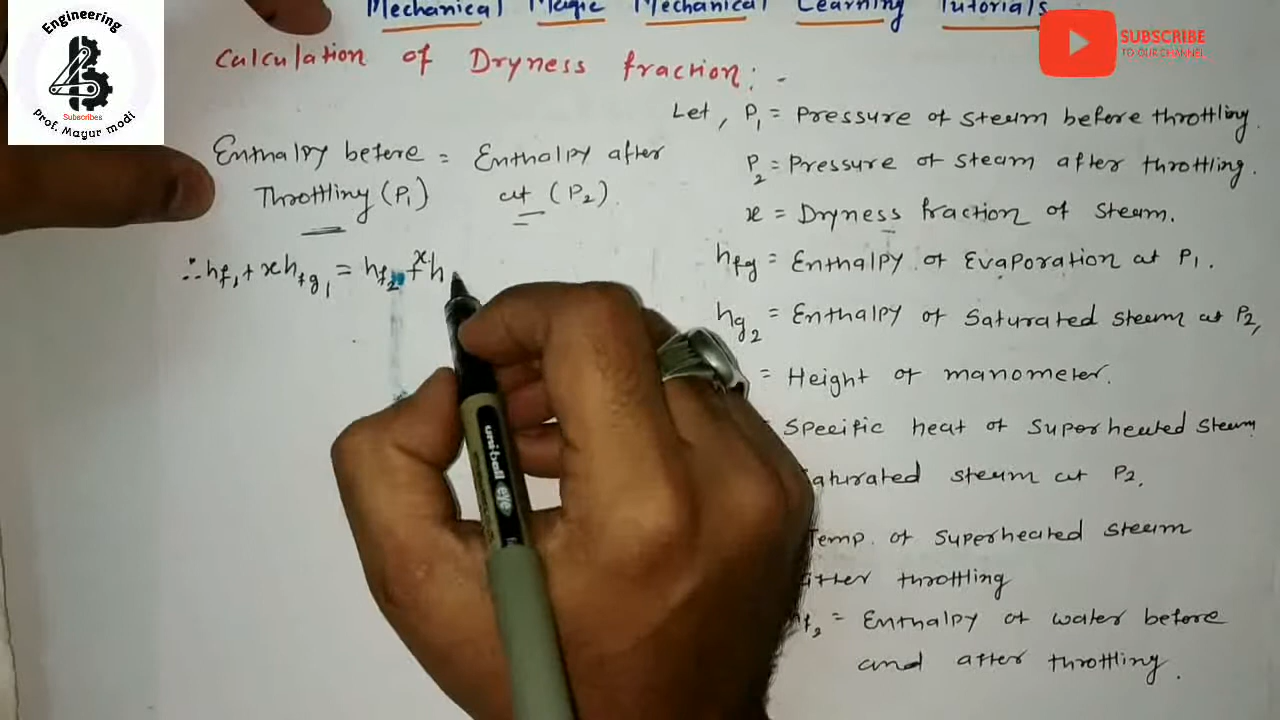 Mechanical Magic Mechanical Learning Tutorials
Engineering
Subscribes
Prof. Mayur modi
SUBSCRIBE
TO OUR CHANNEL
Calculation of Dryness fraction: -
Enthalpy before = Enthalpy after
Throttling (P₁) at (P₂).
∴ hf₁ + x hfg₁ = hf₂ + x h
Let, P₁ = Pressure of steam before throttling.
P₂ = Pressure of steam after throttling.
x = Dryness fraction of steam.
hfg = Enthalpy of Evaporation at P₁.
hg₂ = Enthalpy of Saturated steam at P₂,
= Height of manometer.
Specific heat of superheated steam
saturated steam at P₂.
Temp. of Superheated steam
after throttling
hf₂ = Enthalpy of water before
and after throttling.